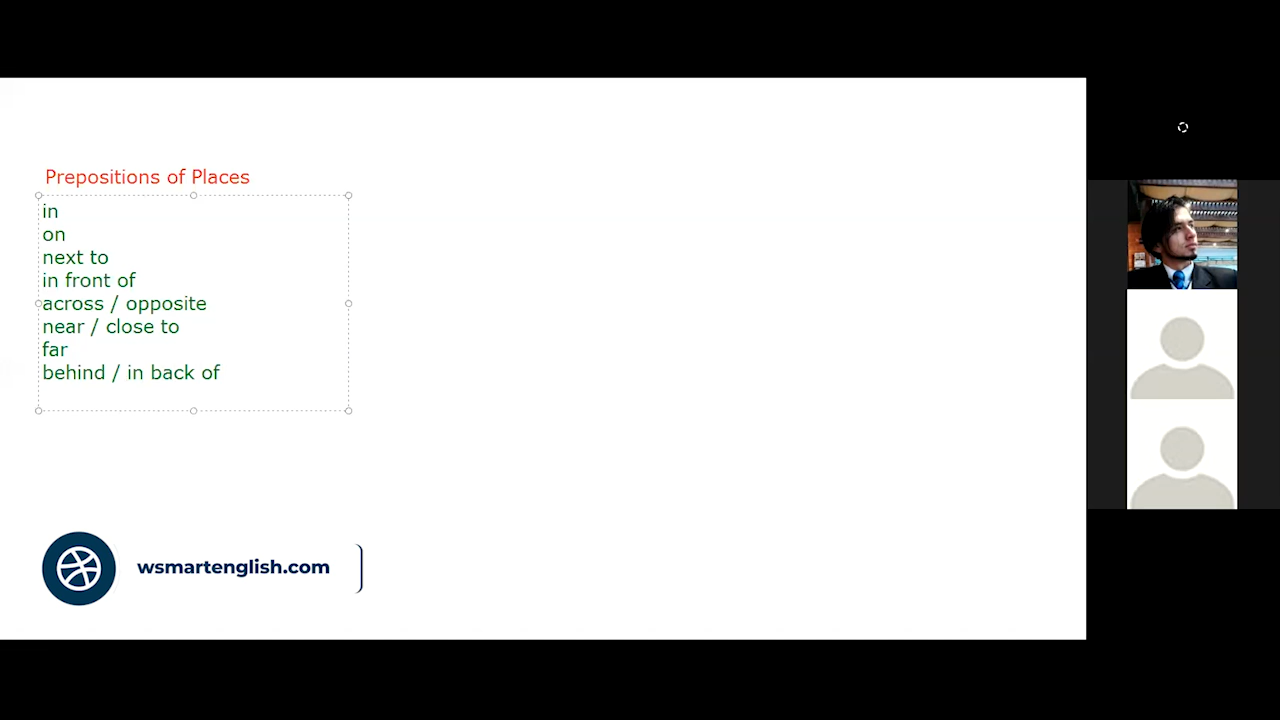 Prepositions of Places
in
on
next to
in front of
across / opposite
near / close to
far
behind / in back of
wsmartenglish.com